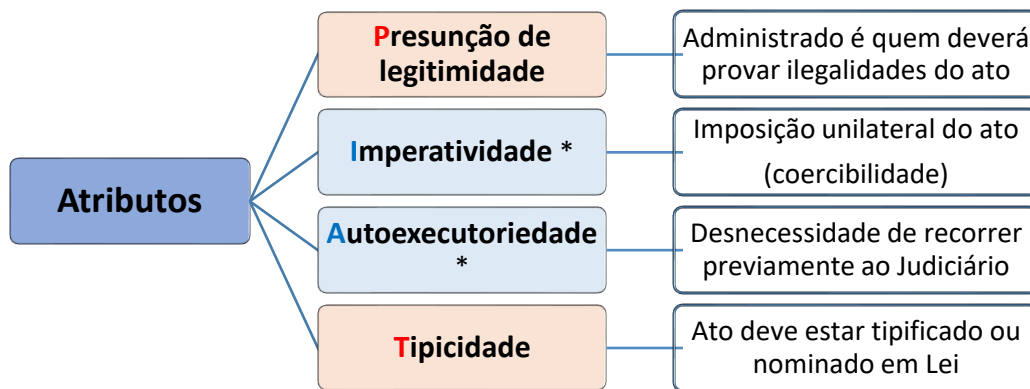 Atributos
Presunção de
legitimidade
Administrado é quem deverá
provar ilegalidades do ato
Imperatividade *
Imposição unilateral do ato
(coercibilidade)
Autoexecutoriedade
*
Desnecessidade de recorrer
previamente ao Judiciário
Tipicidade
Ato deve estar tipificado ou
nominado em Lei